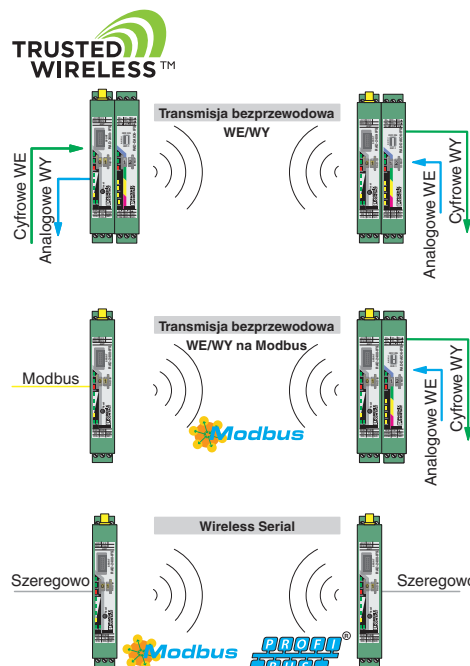 TRUSTED
WIRELESS™
Transmisja bezprzewodowa
WE/WY
Cyfrowe WE
Analogowe WY
Analogowe WE
Cyfrowe WY
Transmisja bezprzewodowa
WE/WY na Modbus
Modbus
Modbus
Analogowe WE
Cyfrowe WY
Wireless Serial
Szeregowo
Szeregowo
Modbus
PROFI
BUS